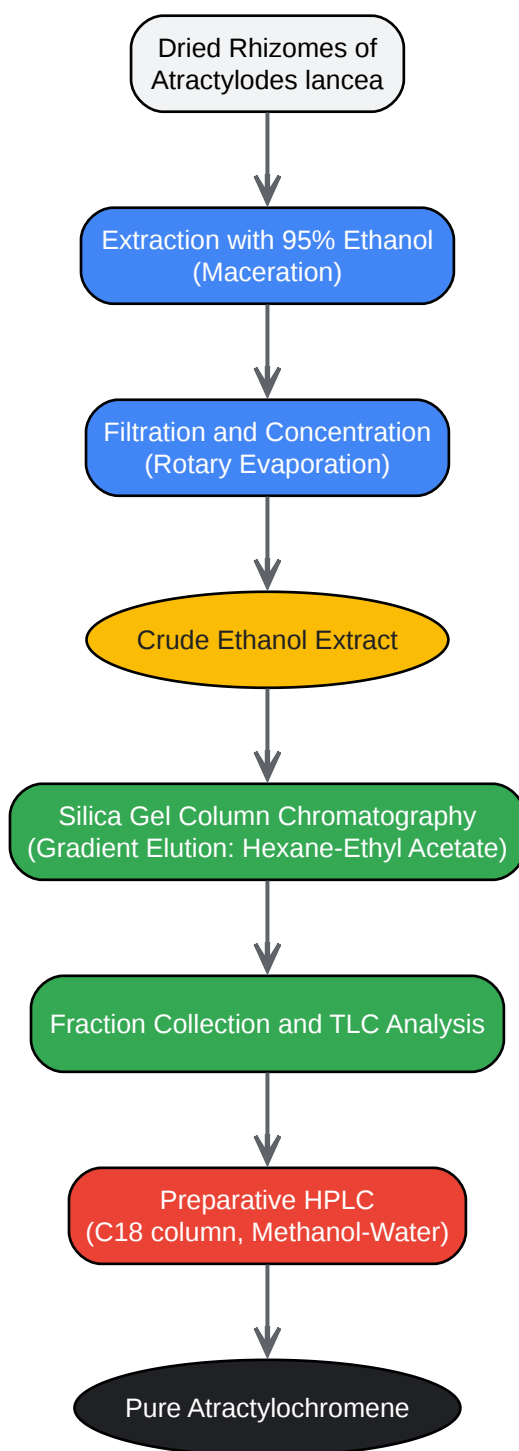 Dried Rhizomes of
Atractylodes lancea
Extraction with 95% Ethanol
(Maceration)
Filtration and Concentration
(Rotary Evaporation)
Crude Ethanol Extract
Silica Gel Column Chromatography
(Gradient Elution: Hexane-Ethyl Acetate)
Fraction Collection and TLC Analysis
Preparative HPLC
(C18 column, Methanol-Water)
Pure Atractylochromene